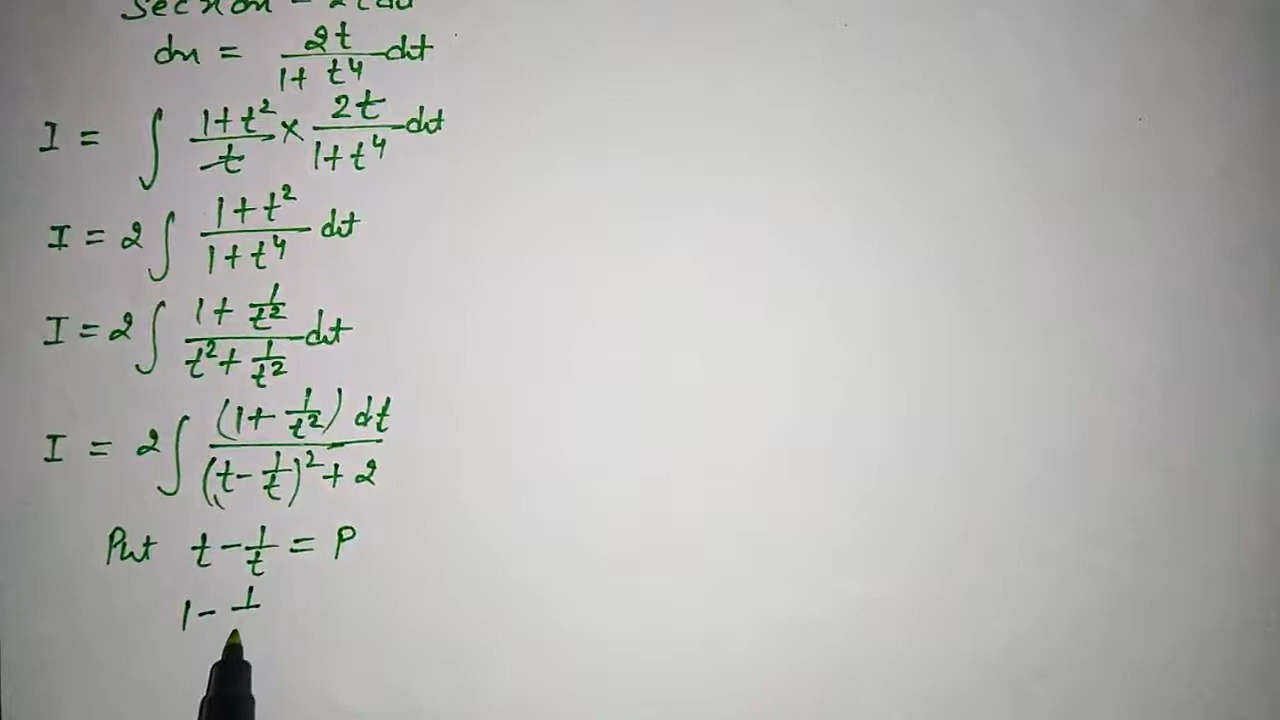 dx = 2t/(1 + t⁴) dt
I = ∫ (1+t²)/t × 2t/(1+t⁴) dt
I = 2 ∫ (1+t²)/(1+t⁴) dt
I = 2 ∫ (1 + 1/t²)/(t² + 1/t²) dt
I = 2 ∫ (1 + 1/t²) dt/((t - 1/t)² + 2)
Put t - 1/t = P
1 - 1